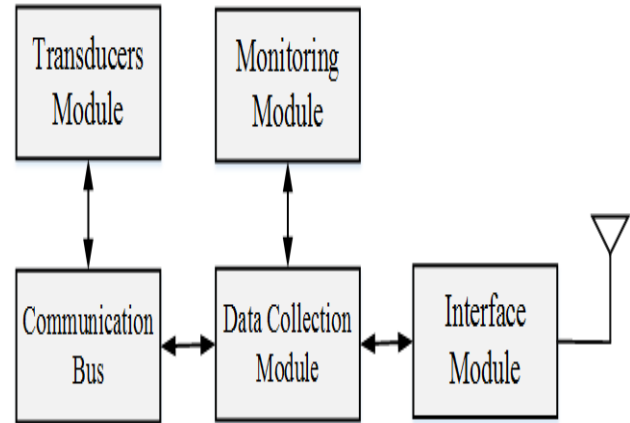 Transducers
Module
Monitoring
Module
Communication
Bus
Data Collection
Module
Interface
Module